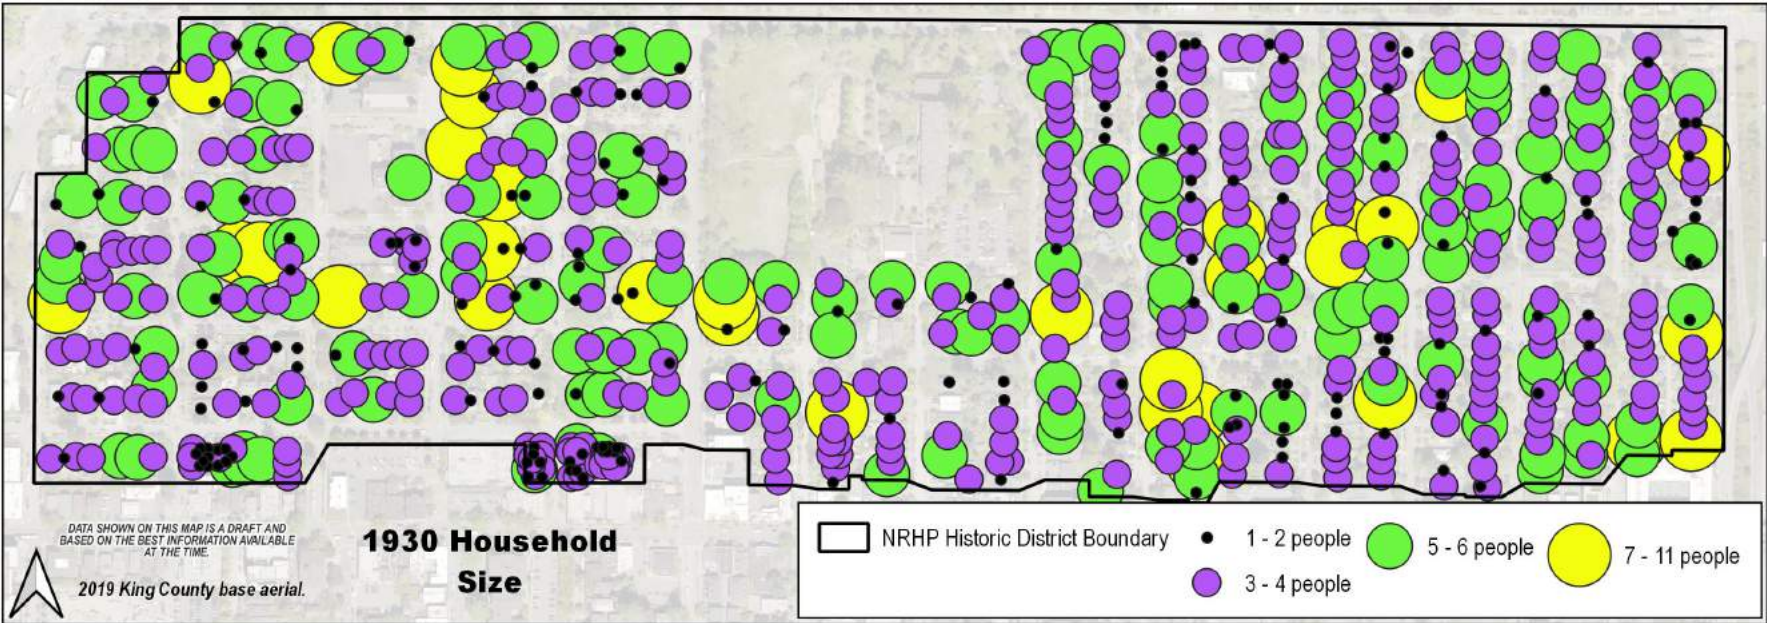 DATA SHOWN ON THIS MAP IS A DRAFT AND
BASED ON THE BEST INFORMATION AVAILABLE
AT THE TIME.
2019 King County base aerial.
1930 Household
Size
NRHP Historic District Boundary
1 - 2 people
3 - 4 people
5 - 6 people
7 - 11 people